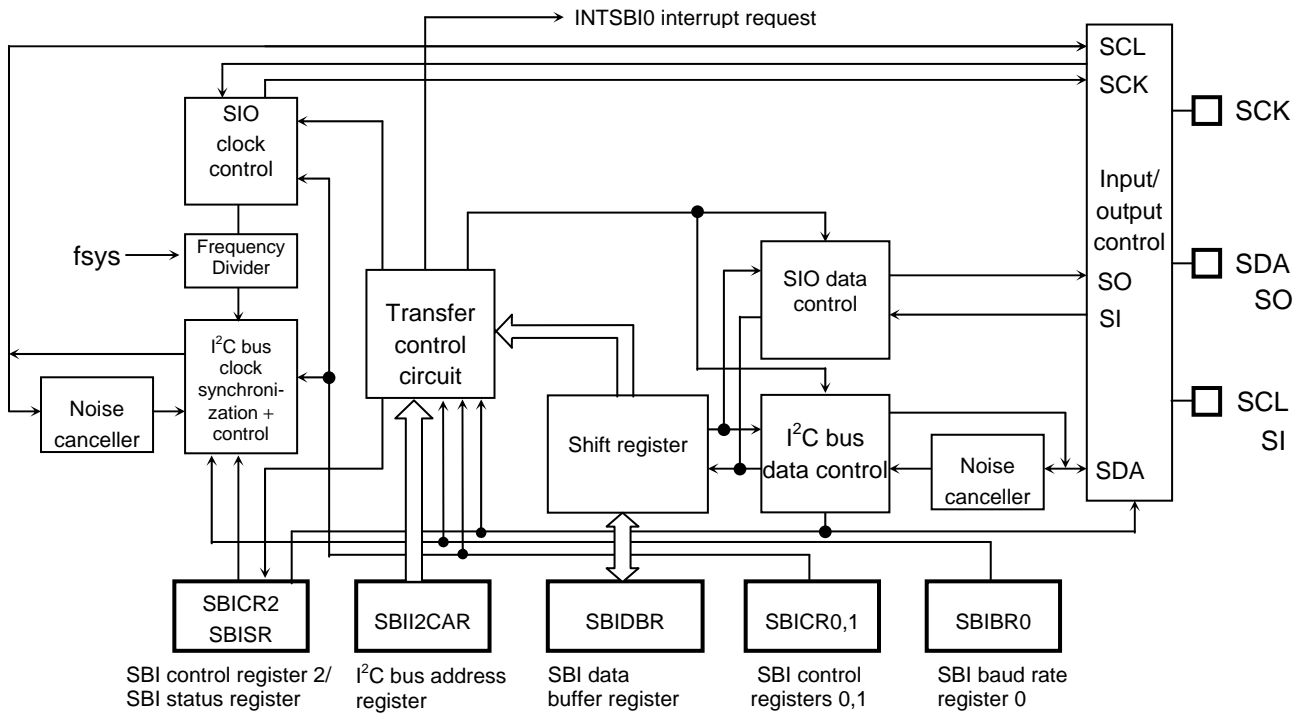 INTSBI0 interrupt request
SCL
SCK
SCK
SIO
clock
control
Input/
output
control
fsys
Frequency
Divider
SIO data
control
SO
SI
SDA
SO
Transfer
control
circuit
I²C bus
clock
synchroni-
zation +
control
Noise
canceller
Shift register
I²C bus
data control
Noise
canceller
SDA
SCL
SI
SBICR2
SBISR
SBII2CAR
SBIDBR
SBICR0,1
SBIBR0
SBI control register 2/
SBI status register
I²C bus address
register
SBI data
buffer register
SBI control
registers 0,1
SBI baud rate
register 0